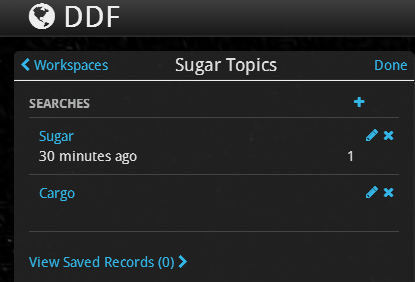 DDF
Workspaces Sugar Topics Done
SEARCHES
Sugar
30 minutes ago 1
Cargo
View Saved Records (0)